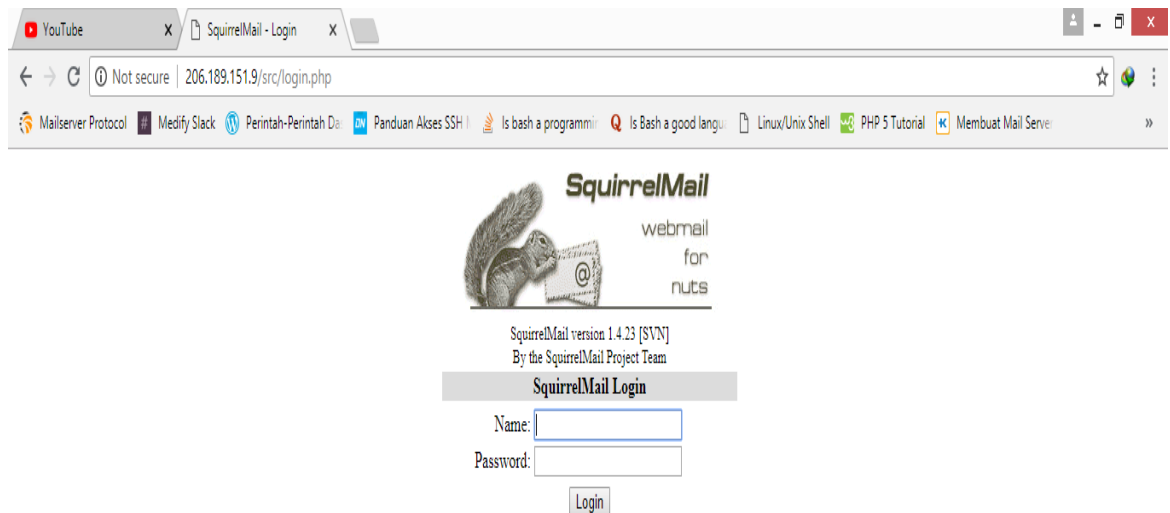 YouTube
SquirrelMail - Login
Not secure | 206.189.151.9/src/login.php
Mailserver Protocol
# Medify Slack
Perintah-Perintah Da
Panduan Akses SSH
Is bash a programmin
Is Bash a good langu
Linux/Unix Shell
PHP 5 Tutorial
Membuat Mail Server
»
SquirrelMail
webmail
for
nuts
@
SquirrelMail version 1.4.23 [SVN]
By the SquirrelMail Project Team
SquirrelMail Login
Name:
Password:
Login